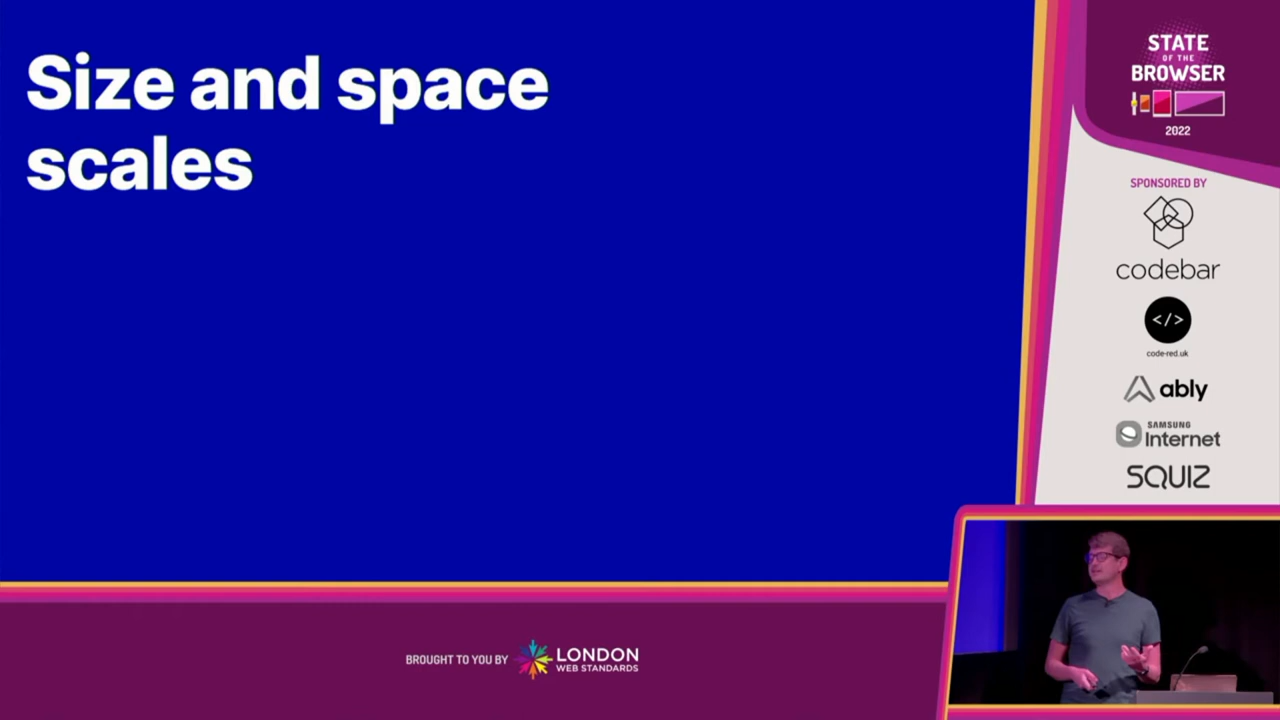 Size and space
scales
STATE
OF THE
BROWSER
2022
SPONSORED BY
codebar
</>
code-red.uk
ably
SAMSUNG
Internet
SQUIZ
BROUGHT TO YOU BY
LONDON
WEB STANDARDS